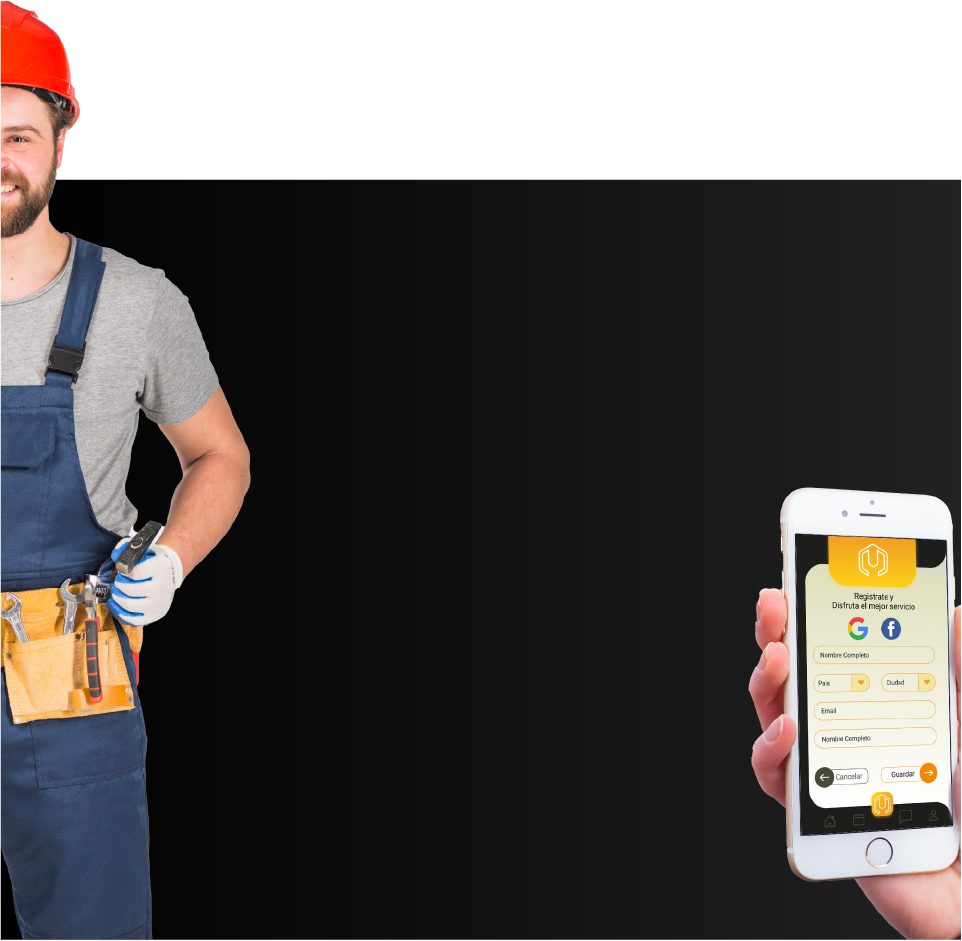 Registrate y
Disfruta el mejor servicio
Nombre Completo
Pais
Ciudad
Email
Nombre Completo
Cancelar
Guardar